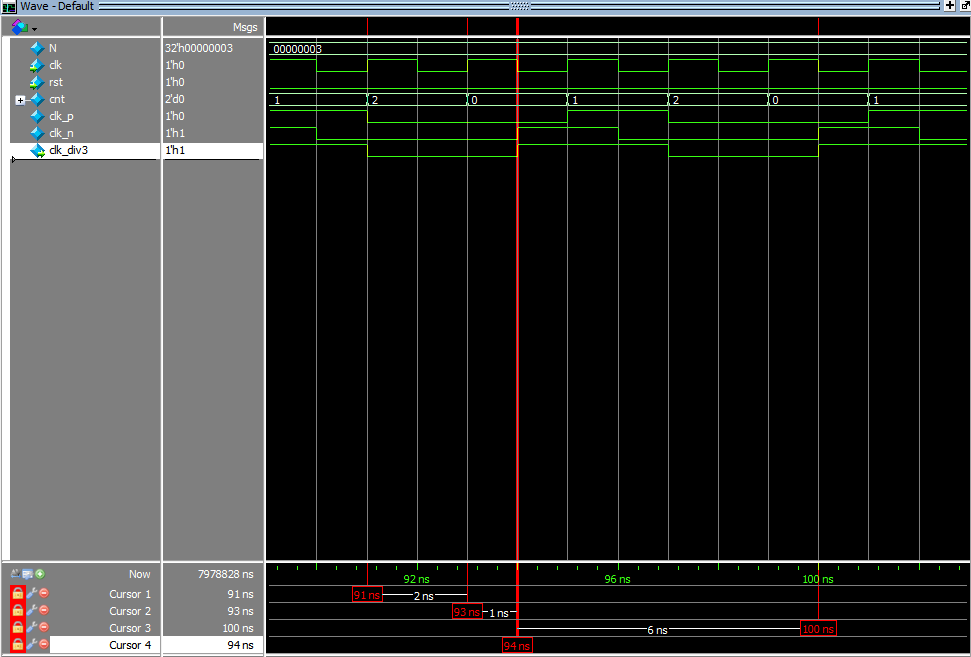 Wave - Default
Msgs
N 32'h00000003 00000003
clk 1'h0
rst 1'h0
cnt 2'd0 1 2 0 1 2 0 1
clk_p 1'h0
clk_n 1'h1
clk_div3 1'h1
Now 7978828 ns 92 ns 96 ns 100 ns
Cursor 1 91 ns 91 ns 2 ns
Cursor 2 93 ns 93 ns 1 ns
Cursor 3 100 ns 6 ns 100 ns
Cursor 4 94 ns 94 ns